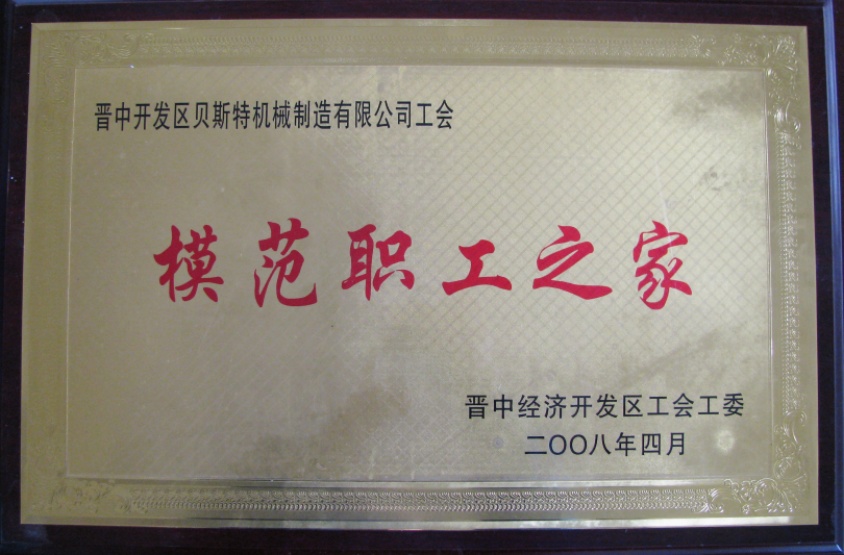 晋中开发区贝斯特机械制造有限公司工会
模范职工之家
晋中经济开发区工会工委
二〇〇八年四月